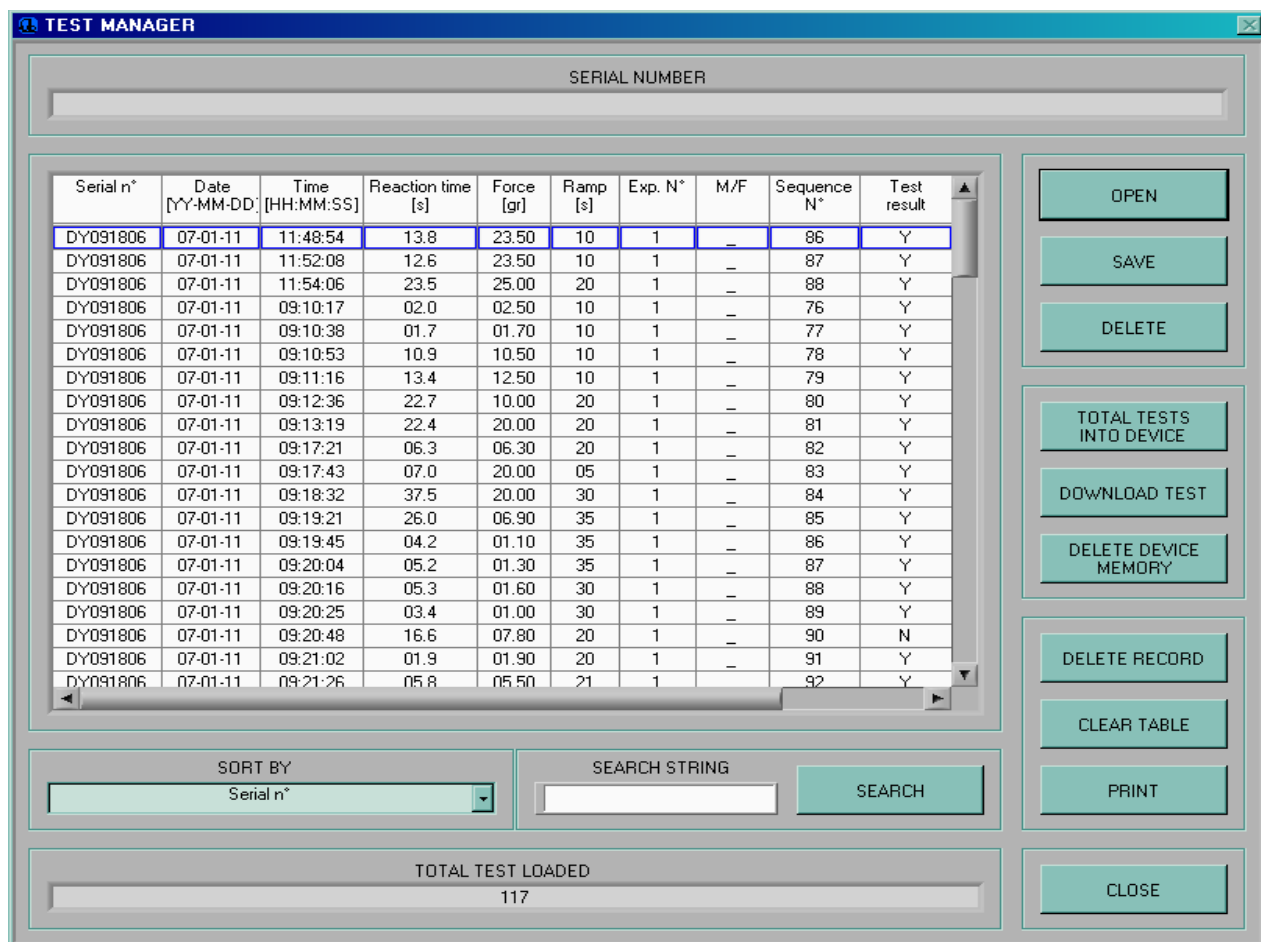 TEST MANAGER
SERIAL NUMBER
Serial n° Date [YY-MM-DD] Time [HH:MM:SS] Reaction time [s] Force [gr] Ramp [s] Exp. N° M/F Sequence N° Test result
DY091806 07-01-11 11:48:54 13.8 23.50 10 1 _ 86 Y
DY091806 07-01-11 11:52:08 12.6 23.50 10 1 _ 87 Y
DY091806 07-01-11 11:54:06 23.5 25.00 20 1 _ 88 Y
DY091806 07-01-11 09:10:17 02.0 02.50 10 1 _ 76 Y
DY091806 07-01-11 09:10:38 01.7 01.70 10 1 _ 77 Y
DY091806 07-01-11 09:10:53 10.9 10.50 10 1 _ 78 Y
DY091806 07-01-11 09:11:16 13.4 12.50 10 1 _ 79 Y
DY091806 07-01-11 09:12:36 22.7 10.00 20 1 _ 80 Y
DY091806 07-01-11 09:13:19 22.4 20.00 20 1 _ 81 Y
DY091806 07-01-11 09:17:21 06.3 06.30 20 1 _ 82 Y
DY091806 07-01-11 09:17:43 07.0 20.00 05 1 _ 83 Y
DY091806 07-01-11 09:18:32 37.5 20.00 30 1 _ 84 Y
DY091806 07-01-11 09:19:21 26.0 06.90 35 1 _ 85 Y
DY091806 07-01-11 09:19:45 04.2 01.10 35 1 _ 86 Y
DY091806 07-01-11 09:20:04 05.2 01.30 35 1 _ 87 Y
DY091806 07-01-11 09:20:16 05.3 01.60 30 1 _ 88 Y
DY091806 07-01-11 09:20:25 03.4 01.00 30 1 _ 89 Y
DY091806 07-01-11 09:20:48 16.6 07.80 20 1 _ 90 N
DY091806 07-01-11 09:21:02 01.9 01.90 20 1 _ 91 Y
DY091806 07-01-11 09:21:26 05.8 05.50 21 1 92 Y
SORT BY
Serial n°
SEARCH STRING
SEARCH
TOTAL TEST LOADED
117
OPEN
SAVE
DELETE
TOTAL TESTS
INTO DEVICE
DOWNLOAD TEST
DELETE DEVICE
MEMORY
DELETE RECORD
CLEAR TABLE
PRINT
CLOSE